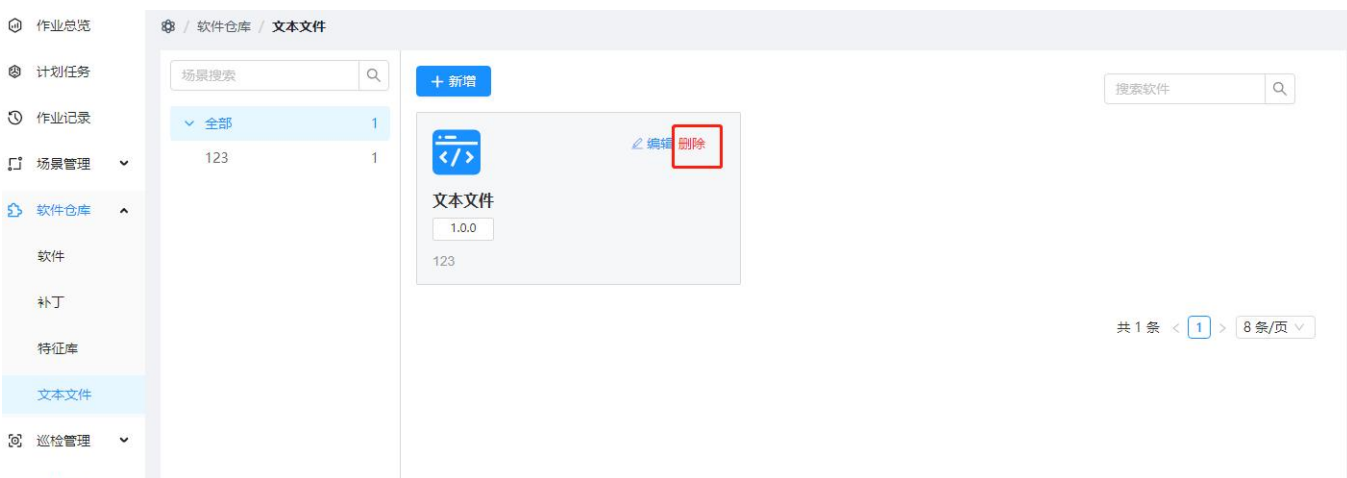 作业总览
计划任务
作业记录
场景管理
软件仓库
软件
补丁
特征库
文本文件
巡检管理
/ 软件仓库 / 文本文件
场景搜索
全部 1
123 1
+ 新增
搜索软件
编辑 删除
文本文件
1.0.0
123
共 1 条 < 1 > 8 条/页